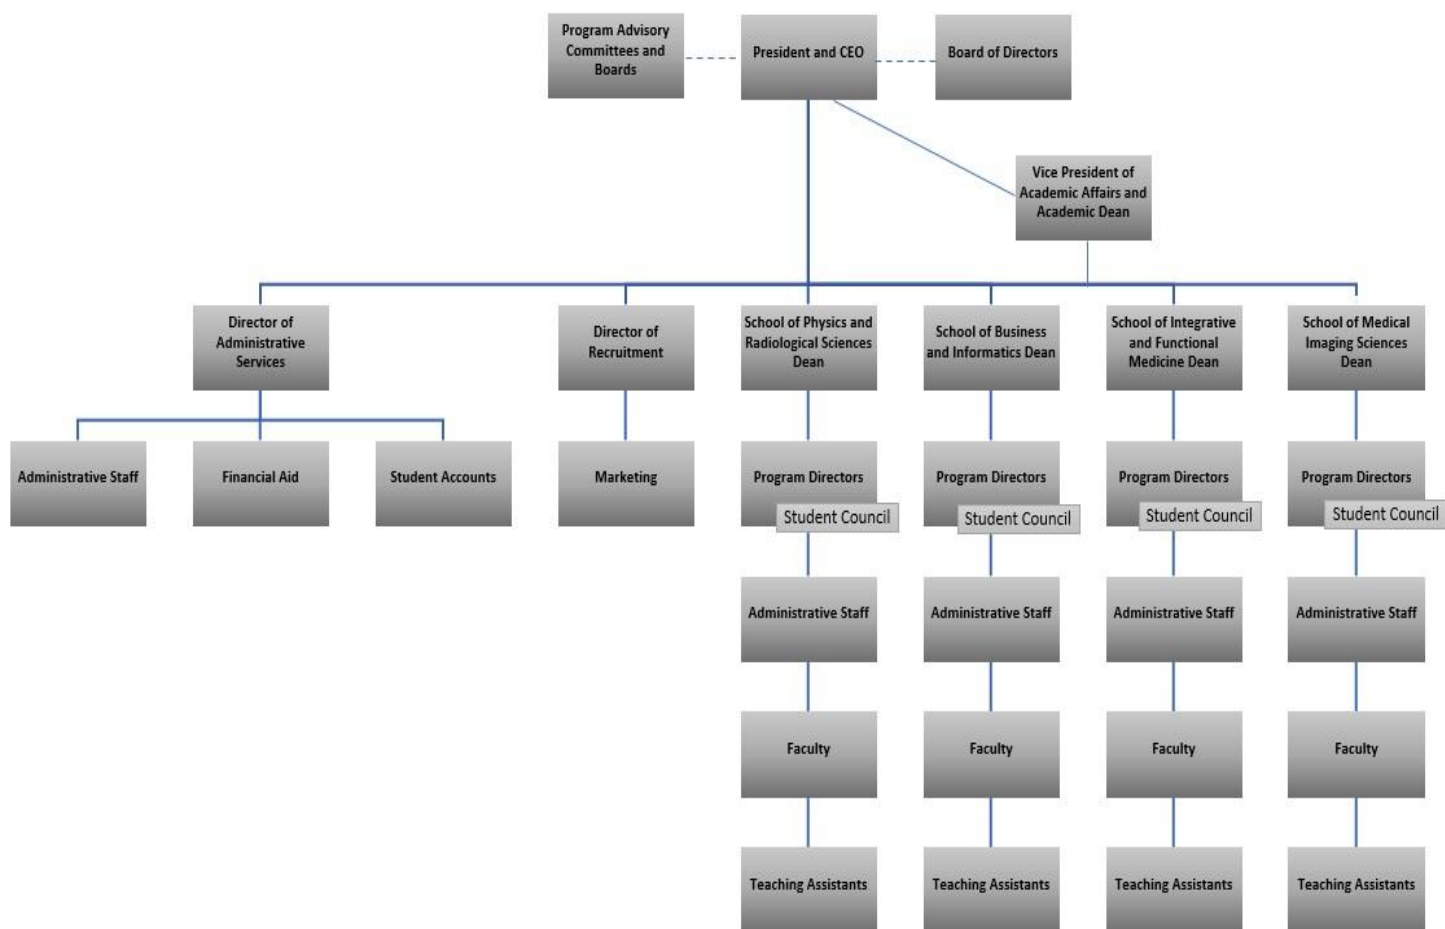 Program Advisory
Committees and
Boards
President and CEO
Board of Directors
Vice President of
Academic Affairs and
Academic Dean
Director of
Administrative
Services
Director of
Recruitment
School of Physics and
Radiological Sciences
Dean
School of Business
and Informatics Dean
School of Integrative
and Functional
Medicine Dean
School of Medical
Imaging Sciences
Dean
Administrative Staff
Financial Aid
Student Accounts
Marketing
Program Directors
Student Council
Program Directors
Student Council
Program Directors
Student Council
Program Directors
Student Council
Administrative Staff
Administrative Staff
Administrative Staff
Administrative Staff
Faculty
Faculty
Faculty
Faculty
Teaching Assistants
Teaching Assistants
Teaching Assistants
Teaching Assistants